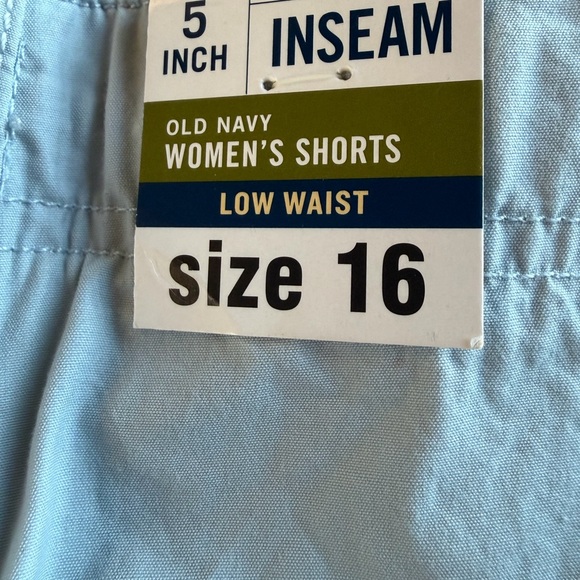 5
INCH
INSEAM
OLD NAVY
WOMEN'S SHORTS
LOW WAIST
size 16